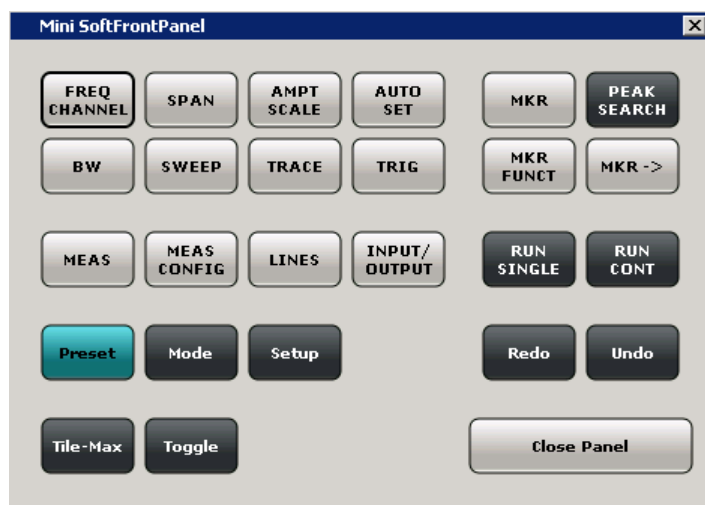 Mini SoftFrontPanel
FREQ
CHANNEL
SPAN
AMPT
SCALE
AUTO
SET
MKR
PEAK
SEARCH
BW
SWEEP
TRACE
TRIG
MKR
FUNCT
MKR ->
MEAS
MEAS
CONFIG
LINES
INPUT/
OUTPUT
RUN
SINGLE
RUN
CONT
Preset
Mode
Setup
Redo
Undo
Tile-Max
Toggle
Close Panel